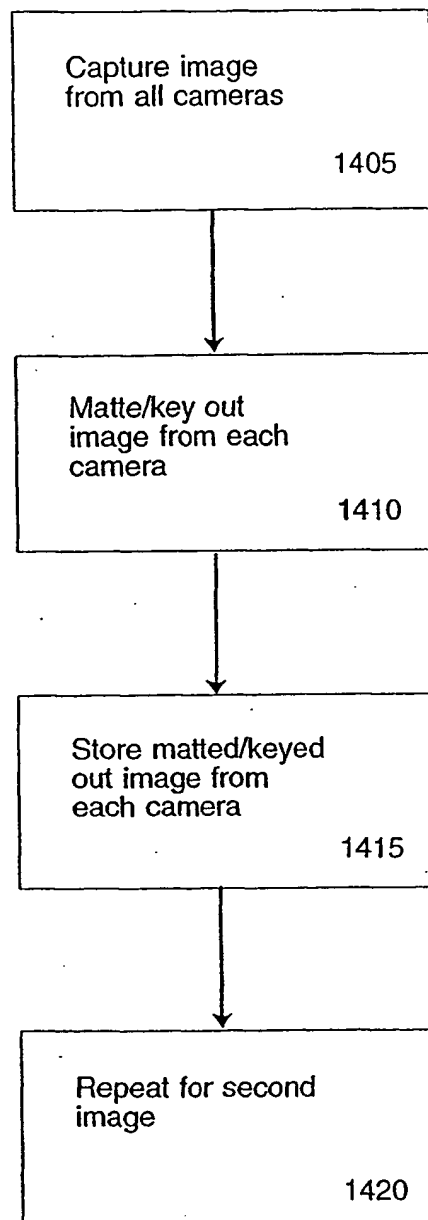 Capture image
from all cameras
1405
Matte/key out
image from each
camera
1410
Store matted/keyed
out image from
each camera
1415
Repeat for second
image
1420